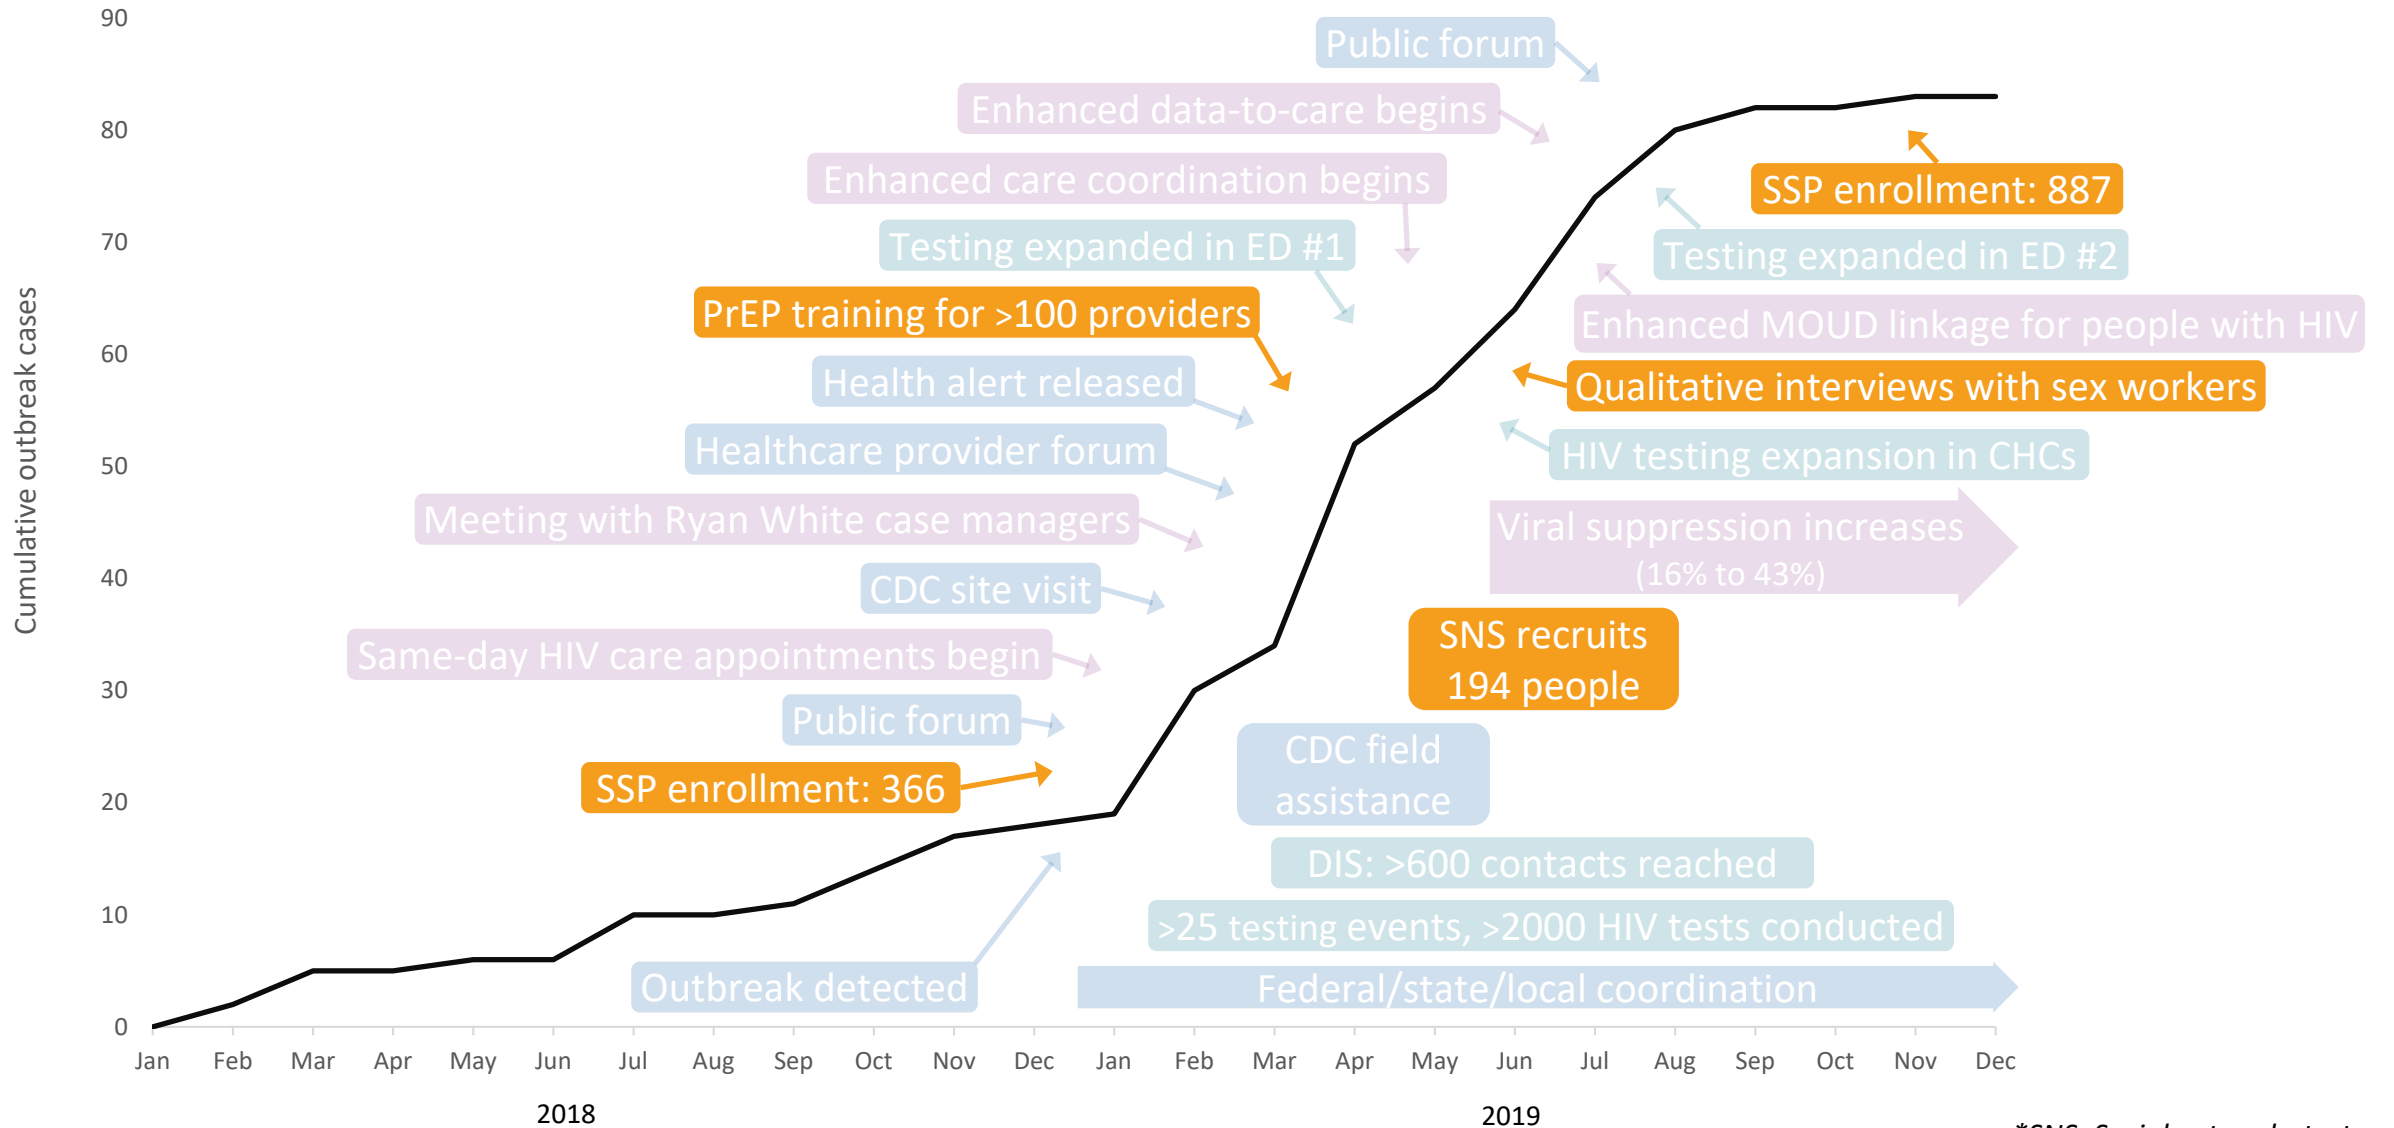 90
80
70
60
50
40
30
20
10
0
Cumulative outbreak cases
Public forum
Enhanced data-to-care begins
Enhanced care coordination begins
Testing expanded in ED #1
PrEP training for >100 providers
Health alert released
Healthcare provider forum
Meeting with Ryan White case managers
CDC site visit
Same-day HIV care appointments begin
Public forum
SSP enrollment: 366
Outbreak detected
SSP enrollment: 887
Testing expanded in ED #2
Enhanced MOUD linkage for people with HIV
Qualitative interviews with sex workers
HIV testing expansion in CHCs
Viral suppression increases
(16% to 43%)
SNS recruits
194 people
CDC field
assistance
DIS: >600 contacts reached
>25 testing events, >2000 HIV tests conducted
Federal/state/local coordination
Jan Feb Mar Apr May Jun Jul Aug Sep Oct Nov Dec Jan Feb Mar Apr May Jun Jul Aug Sep Oct Nov Dec
2018 2019